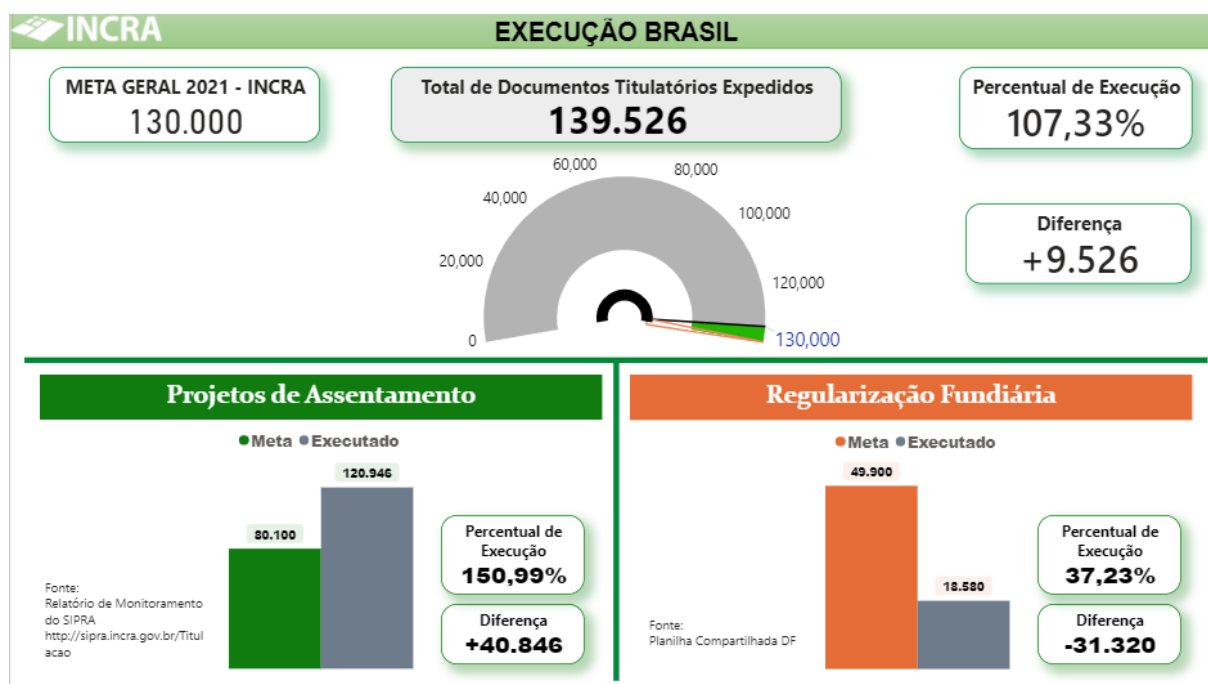 INCRA
EXECUÇÃO BRASIL
META GERAL 2021 - INCRA
130.000
Total de Documentos Titulatórios Expedidos
139.526
Percentual de Execução
107,33%
Diferença
+9.526
0
20,000
40,000
60,000
80,000
100,000
120,000
130,000
Projetos de Assentamento
Meta Executado
80.100
120.946
Percentual de
Execução
150,99%
Diferença
+40.846
Fonte:
Relatório de Monitoramento
do SIPRA
http://sipra.incra.gov.br/Titul
acao
Regularização Fundiária
Meta Executado
49.900
18.580
Percentual de
Execução
37,23%
Diferença
-31.320
Fonte:
Planilha Compartilhada DF